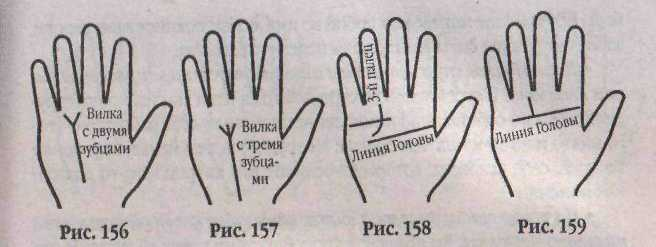 Вилка
с двумя
зубцами
Рис. 156
Вилка
с тремя
зубца-
ми
Рис. 157
3-й палец
Линия Головы
Рис. 158
Линия Головы
Рис. 159